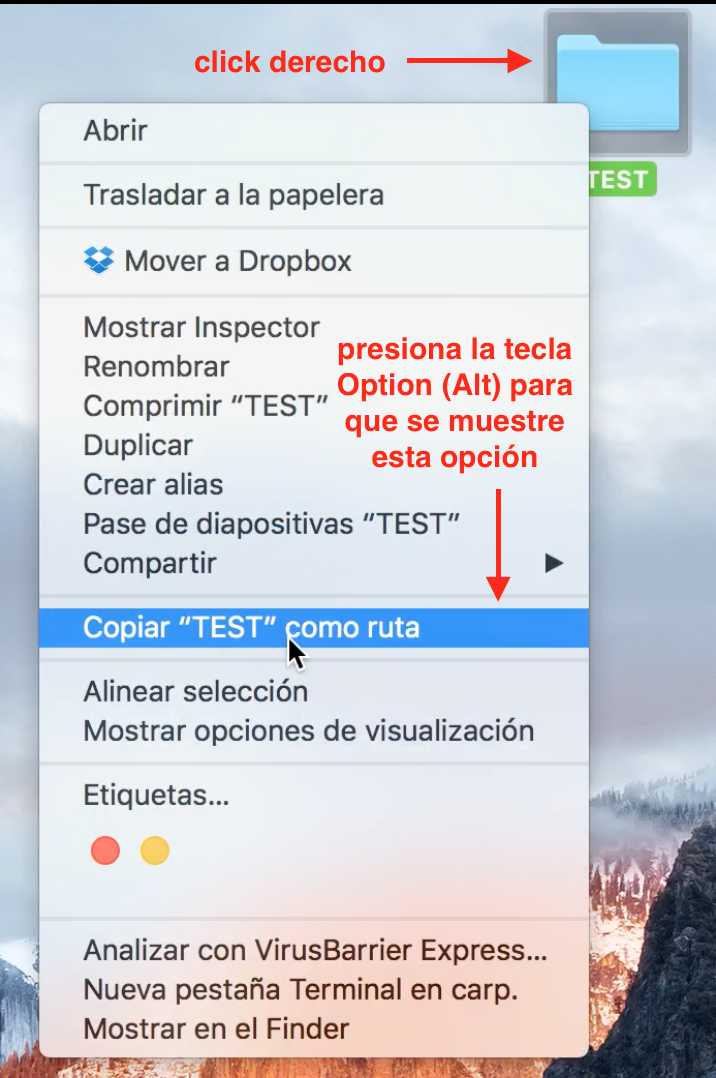 click derecho
TEST
Abrir
Trasladar a la papelera
Mover a Dropbox
Mostrar Inspector
Renombrar
Comprimir “TEST”
Duplicar
Crear alias
Pase de diapositivas “TEST”
Compartir
presiona la tecla
Option (Alt) para
que se muestre
esta opción
Copiar “TEST” como ruta
Alinear selección
Mostrar opciones de visualización
Etiquetas...
Analizar con VirusBarrier Express...
Nueva pestaña Terminal en carp.
Mostrar en el Finder